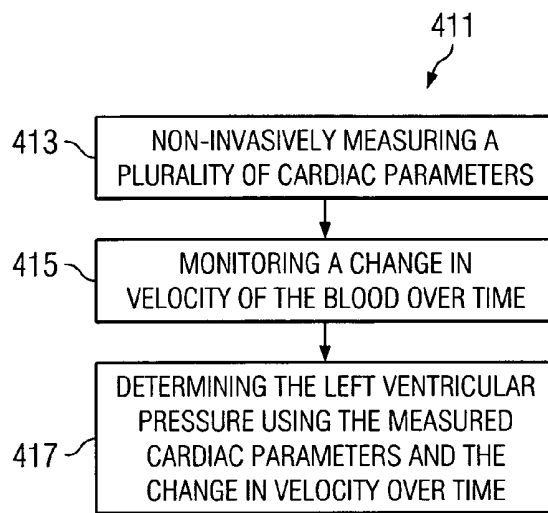 411
413
NON-INVASIVELY MEASURING A
PLURALITY OF CARDIAC PARAMETERS
415
MONITORING A CHANGE IN
VELOCITY OF THE BLOOD OVER TIME
417
DETERMINING THE LEFT VENTRICULAR
PRESSURE USING THE MEASURED
CARDIAC PARAMETERS AND THE
CHANGE IN VELOCITY OVER TIME